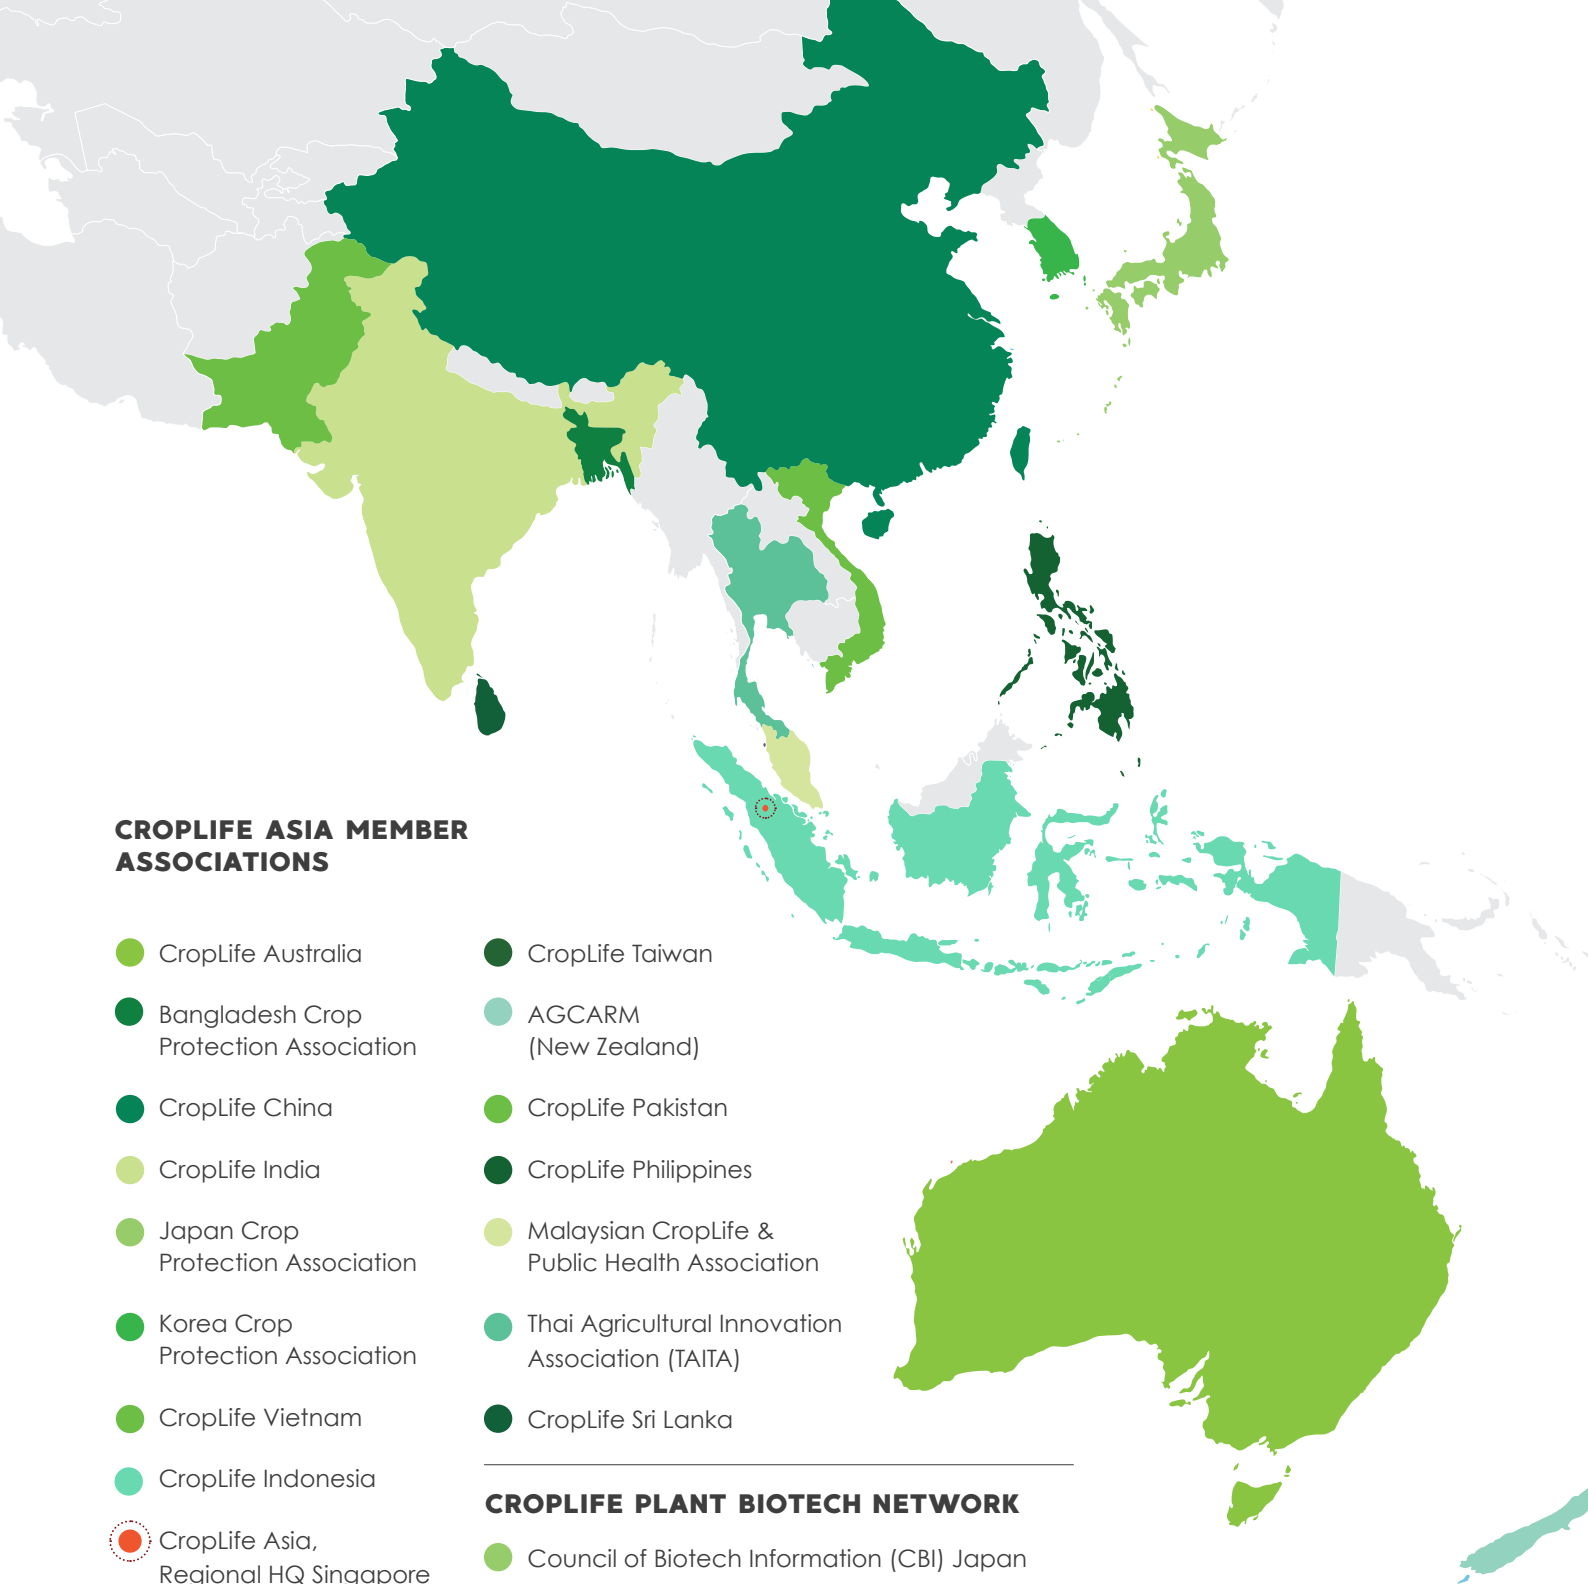 CROPLIFE ASIA MEMBER
ASSOCIATIONS
CropLife Australia
Bangladesh Crop
Protection Association
CropLife China
CropLife India
Japan Crop
Protection Association
Korea Crop
Protection Association
CropLife Vietnam
CropLife Indonesia
CropLife Asia,
Regional HQ Singapore
CropLife Taiwan
AGCARM
(New Zealand)
CropLife Pakistan
CropLife Philippines
Malaysian CropLife &
Public Health Association
Thai Agricultural Innovation
Association (TAITA)
CropLife Sri Lanka
CROPLIFE PLANT BIOTECH NETWORK
Council of Biotech Information (CBI) Japan